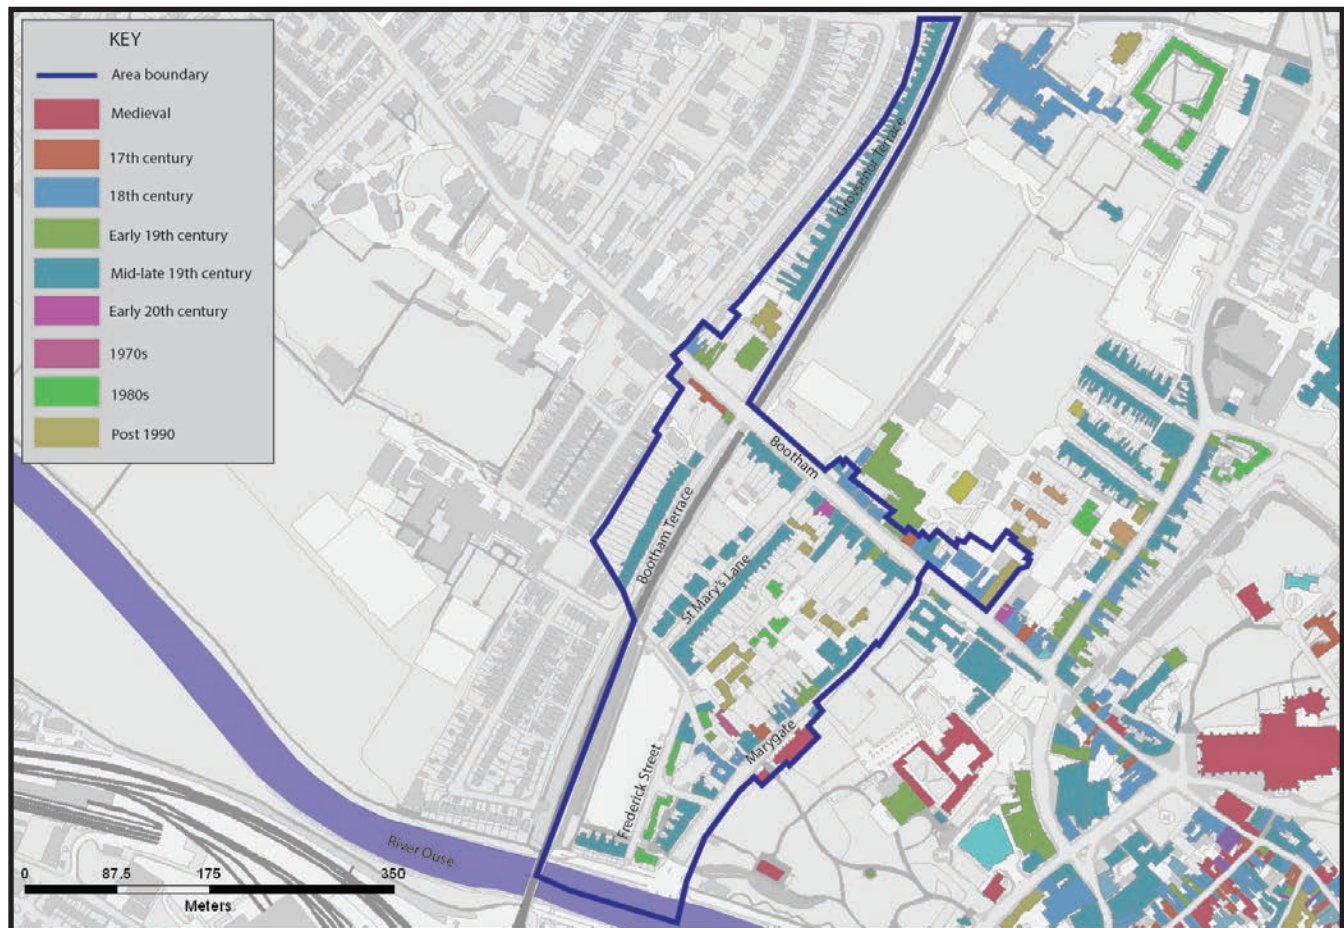 KEY
Area boundary
Medieval
17th century
18th century
Early 19th century
Mid-late 19th century
Early 20th century
1970s
1980s
Post 1990
Grovsenor Terrace
Bootham
Bootham Terrace
St Mary's Lane
Marygate
Frederick Street
River Ouse
0 87.5 175 350
Meters